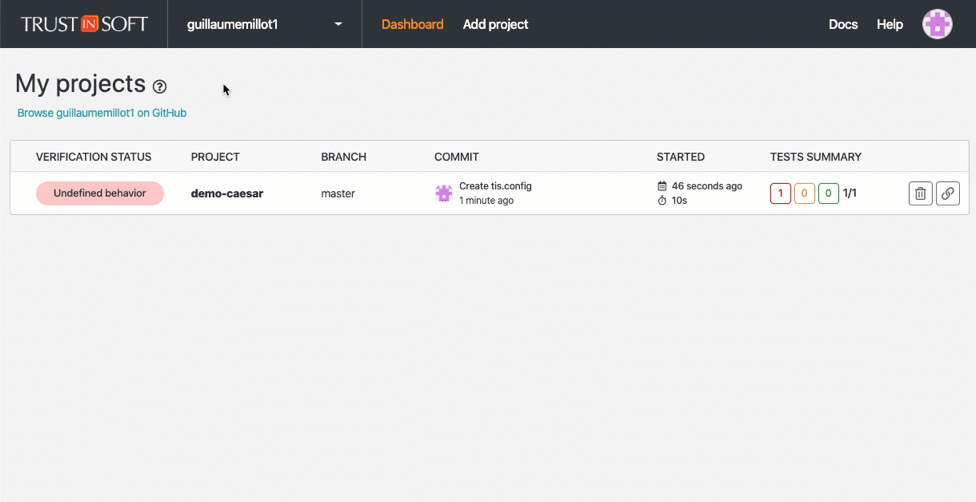 TRUST IN SOFT guillaumemillot1 Dashboard Add project Docs Help
My projects ?
Browse guillaumemillot1 on GitHub
VERIFICATION STATUS PROJECT BRANCH COMMIT STARTED TESTS SUMMARY
Undefined behavior demo-caesar master Create tis.config 46 seconds ago 1 0 0 1/1
1 minute ago 10s